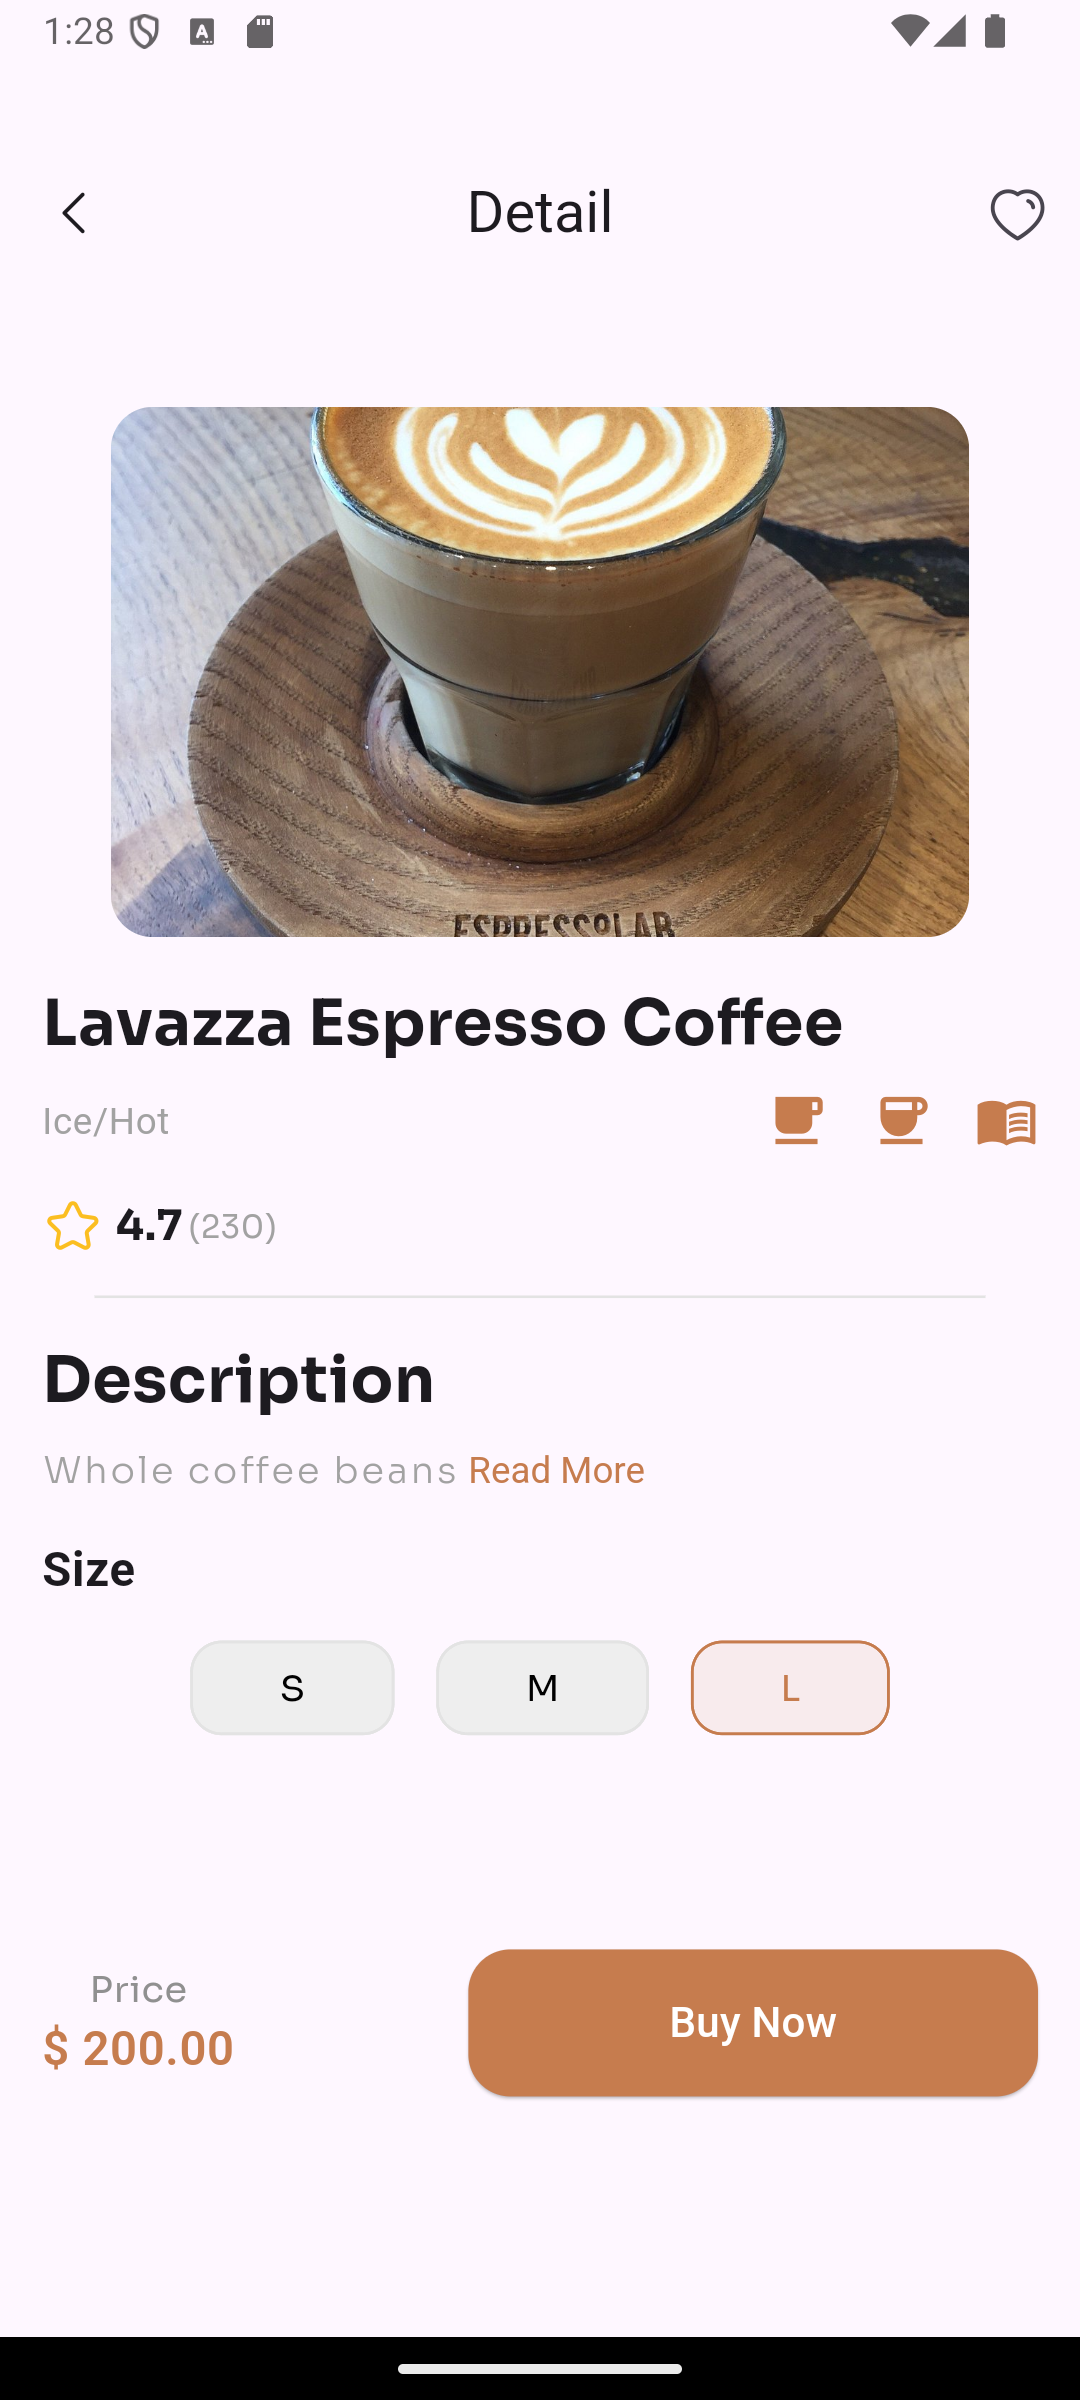 1:28
Detail
ESPRESSOLAB
Lavazza Espresso Coffee
Ice/Hot
4.7 (230)
Description
Whole coffee beans Read More
Size
S M L
Price
$ 200.00
Buy Now